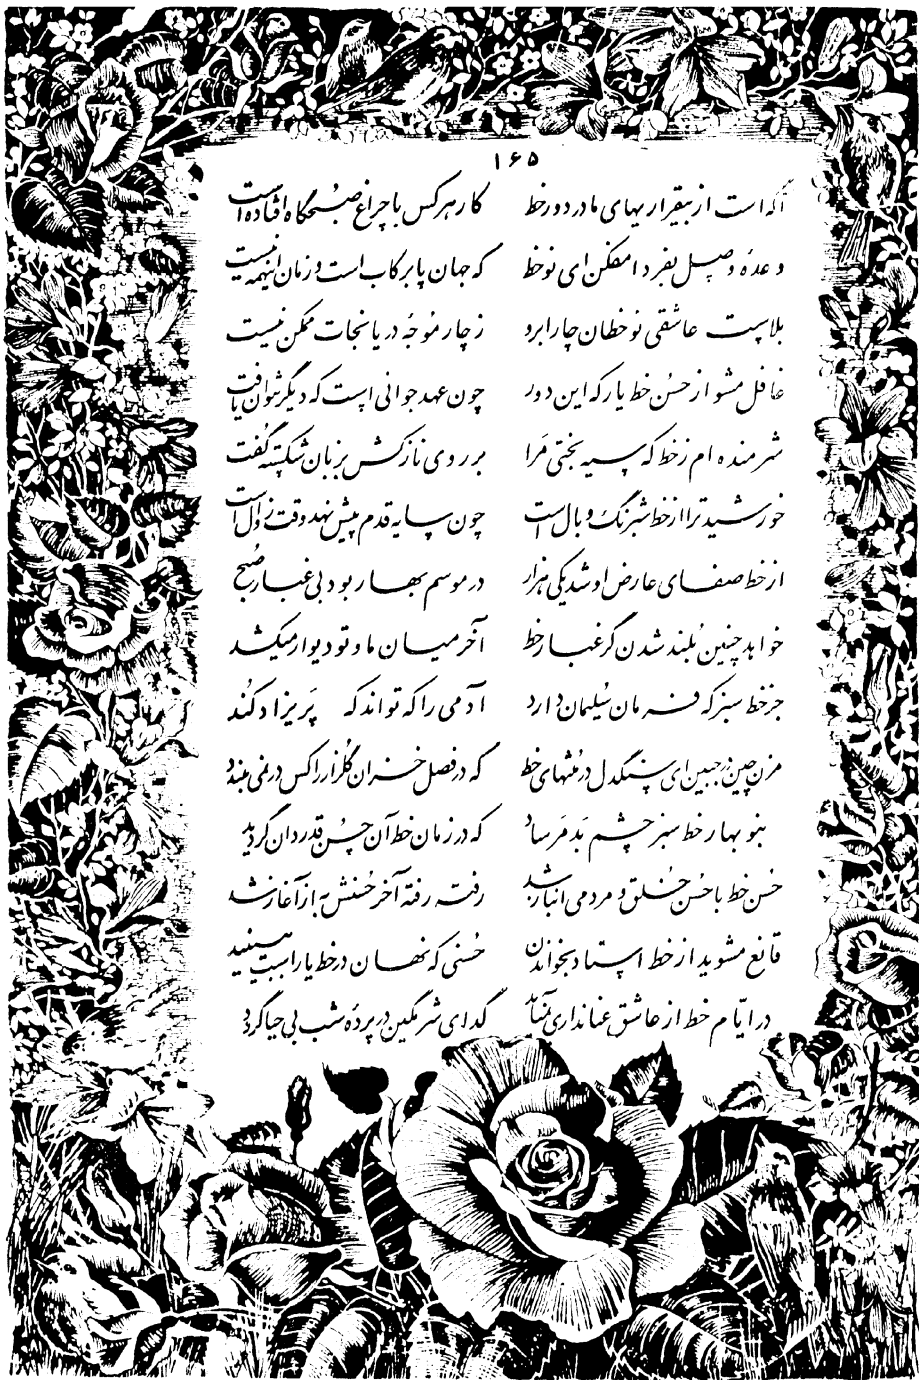 ۱۶۵
آگه است از بیقراریهای ما در دور خط کار هر کس با چراغ صبحگاه افتاده است
وعدهٔ وصل بفردا مفکن ای نوخط که جهان پا برکاب است و زمان اینهمه نیست
بلاست عاشقی نوخطان چار ابرو ز چار موجهٔ دریا نجات ممکن نیست
غافل مشو از حسن خط یار که این دور چون عهد جوانی است که دیگر نتوان یافت
شرمنده ام ز خط که سیه بختی مرا بر روی نازکش بزبان شکسته گفت
خورشید ترا از خط شبرنگ وبال است چون سایه قدم پیش نهد وقت زوال است
از خط صفای عارض او شد یکی هزار در موسم بهار بود بی غبار صبح
خواهد چنین بلند شدن گر غبار خط آخر میان ما و تو دیوار میکشد
جز خط سبز که فرمان سلیمان دارد آدمی را که تواند که پریزاد کند
مزن چین بر جبین ای سنگدل در منتهای خط که در فصل خزان گلزار را کس در نمی بندد
بنو بهار خط سبز چشم بد مرساد که در زمان خط آن حسن قدردان گردید
حسن خط با حسن خلق و مردمی انباز شد رفته رفته آخر حسنش به از آغاز شد
قانع مشوید از خط استاد بخواندن حسنی که نهان در خط یار است ببینید
در ایام خط از عاشق عنانداری نمیآید گدای شرمگین در پردهٔ شب بی حیا گردد